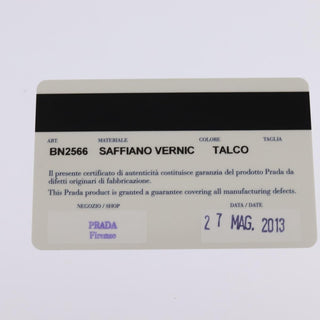 ART. MATERIALE COLORE TAGLIA
BN2566 SAFFIANO VERNIC TALCO
Il presente certificato di autenticità costituisce garanzia del prodotto Prada da
difetti originari di fabbricazione.
This Prada product is granted a guarantee covering all manufacturing defects.
NEGOZIO / SHOP DATA / DATE
PRADA 27 MAG. 2013
Firenze